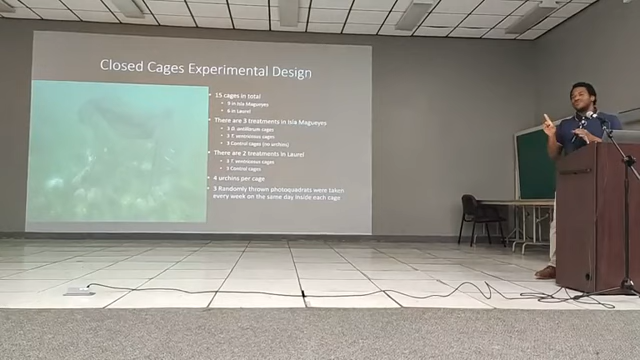 Closed Cages Experimental Design
• 15 cages in total
• 9 in Isla Magueyes
• 6 in Laurel
• There are 3 treatments in Isla Magueyes
• 3 D. antillarum cages
• 3 T. ventricosus cages
• 3 Control cages (no urchins)
• There are 2 treatments in Laurel
• 3 T. ventricosus cages
• 3 Control cages
• 4 urchins per cage
• 3 Randomly thrown photoquadrats were taken
every week on the same day inside each cage